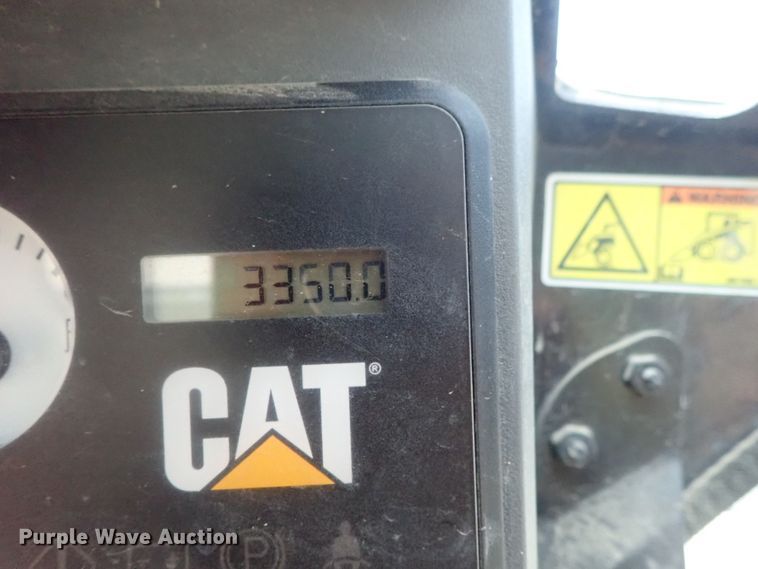 WARNING
3350.0
F
CAT®
P
Purple Wave Auction